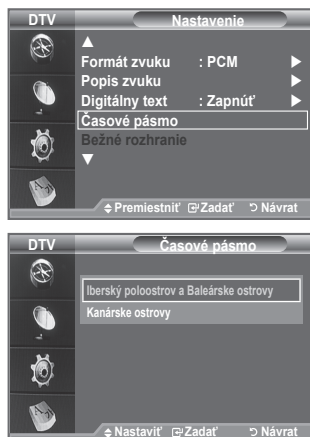 DTV Nastavenie
▲
Formát zvuku : PCM ▶
Popis zvuku ▶
Digitálny text : Zapnúť ▶
Časové pásmo
Bežné rozhranie
▼
Premiestniť Zadať Návrat
DTV Časové pásmo
Iberský poloostrov a Baleárske ostrovy
Kanárske ostrovy
Nastaviť Zadať Návrat